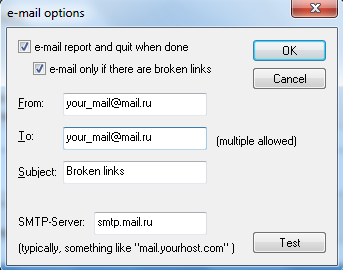 e-mail options
e-mail report and quit when done
OK
e-mail only if there are broken links
Cancel
From: your_mail@mail.ru
To: your_mail@mail.ru (multiple allowed)
Subject: Broken links
SMTP-Server: smtp.mail.ru
(typically, something like "mail.yourhost.com" )
Test